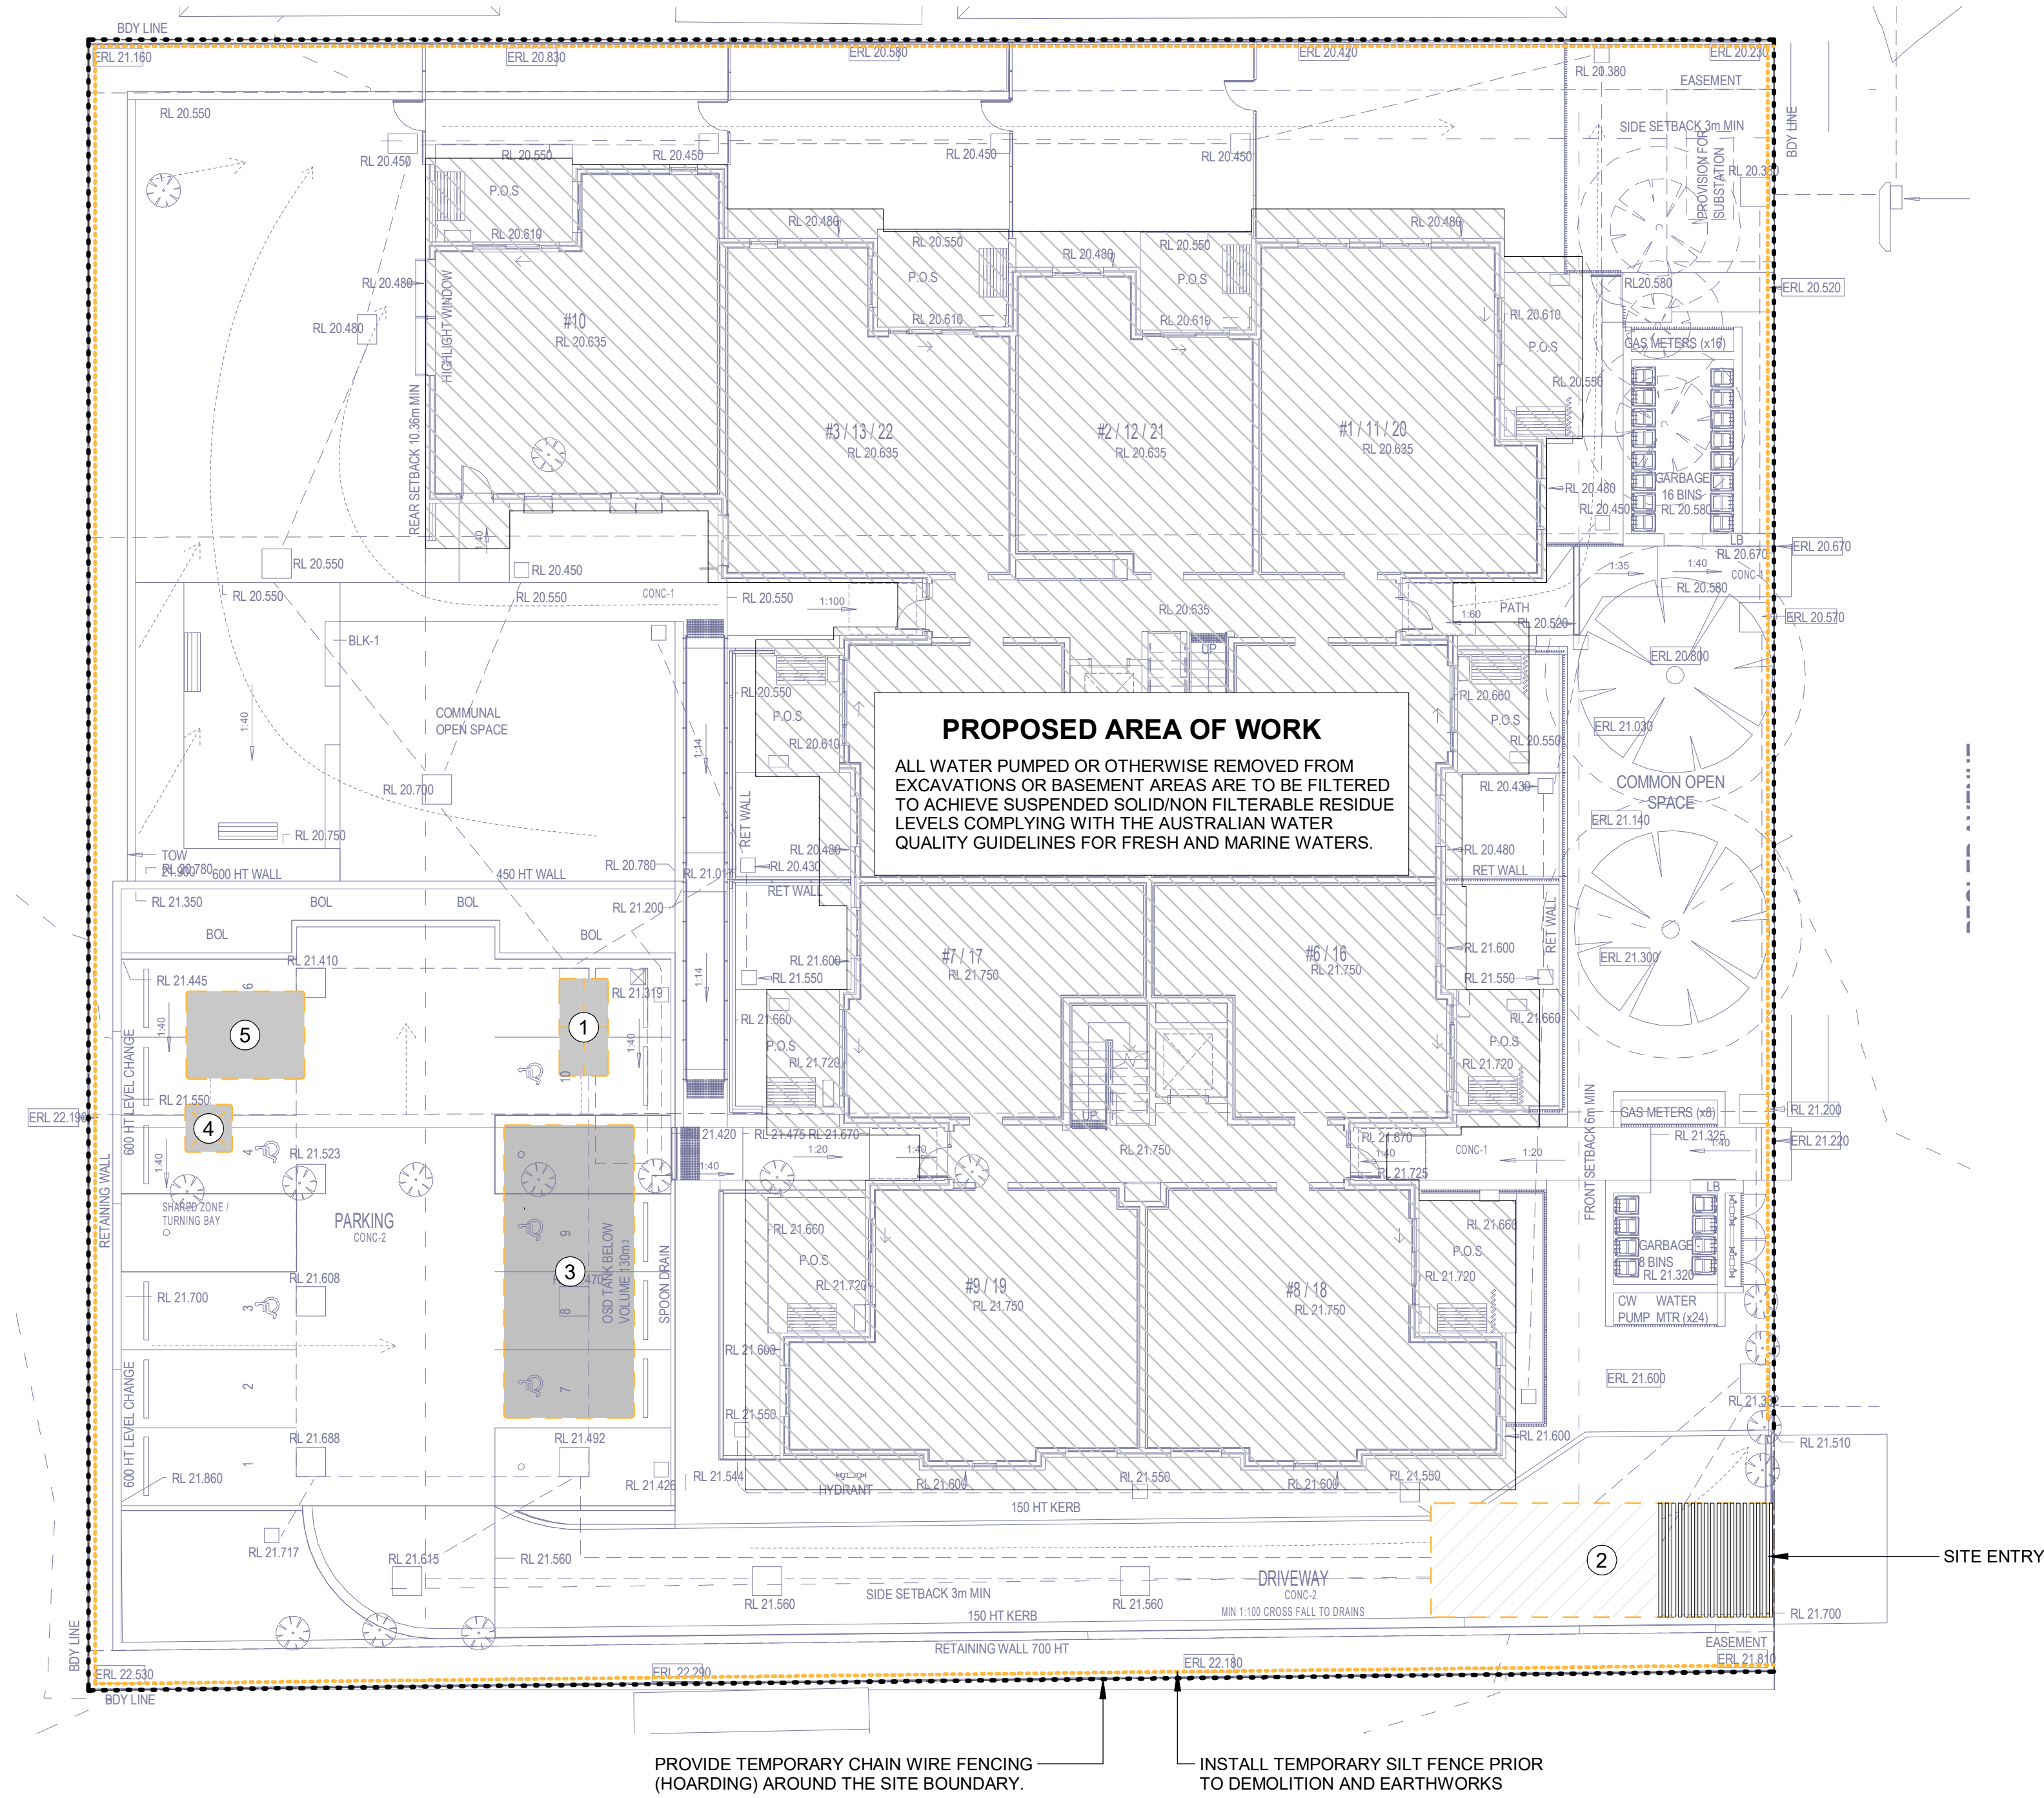 BDY LINE
ERL 21.160
ERL 20.830
ERL 20.580
ERL 20.420
ERL 20.230
RL 20.380
EASEMENT
RL 20.550
SIDE SETBACK 3m MIN
BDY LINE
PROVISION FOR
SUBSTATION
RL 20.450
RL 20.550
RL 20.450
RL 20.450
RL 20.450
P.O.S
RL 20.610
RL 20.480
RL 20.550
P.O.S
RL 20.610
RL 20.480
RL 20.550
P.O.S
RL 20.610
RL 20.480
RL 20.480
HIGHLIGHT WINDOW
RL 20.480
#10
RL 20.635
RL 20.610
P.O.S
RL 20.550
RL20.580
ERL 20.520
GAS METERS (x16)
REAR SETBACK 10.36m MIN
#3 / 13 / 22
RL 20.635
#2 / 12 / 21
RL 20.635
#1 / 11 / 20
RL 20.635
RL 20.480
RL 20.450
GARBAGE
16 BINS
RL 20.580
LB
RL 20.670
ERL 20.670
CONC-1
1:40
RL 20.550
RL 20.450
RL 20.550
RL 20.550
CONC-1
RL 20.550
1:100
RL 20.635
1:60
PATH
RL 20.520
1:35
1:40
RL 20.580
ERL 20.570
BLK-1
UP
ERL 20.800
1:40
COMMUNAL
OPEN SPACE
RL 20.550
P.O.S
RL 20.610
1:14
RL 20.660
P.O.S
RL 20.550
ERL 21.030
PROPOSED AREA OF WORK
ALL WATER PUMPED OR OTHERWISE REMOVED FROM
EXCAVATIONS OR BASEMENT AREAS ARE TO BE FILTERED
TO ACHIEVE SUSPENDED SOLID/NON FILTERABLE RESIDUE
LEVELS COMPLYING WITH THE AUSTRALIAN WATER
QUALITY GUIDELINES FOR FRESH AND MARINE WATERS.
RL 20.700
RL 20.430
COMMON OPEN
SPACE
ERL 21.140
RL 20.750
RET WALL
RL 20.480
RL 20.430
RL 20.480
TOW
RL 20.780
600 HT WALL
450 HT WALL
RL 20.780
RET WALL
RET WALL
RL 21.350
BOL
BOL
RL 21.200
BOL
BOL
RET WALL
RL 21.410
RL 21.445
6
RL 21.319
1:14
#7 / 17
RL 21.750
#6 / 16
RL 21.750
RL 21.600
RL 21.550
RL 21.600
RL 21.550
ERL 21.300
5
1
1:40
1:40
10
RL 21.660
P.O.S
RL 21.720
RL 21.660
P.O.S
RL 21.720
600 HT LEVEL CHANGE
RL 21.550
ERL 22.190
4
1:40
4
RL 21.523
UP
RL 21.420
RL 21.475
RL 21.670
1:40
1:20
1:40
RL 21.750
RL 21.670
1:40
RL 21.725
CONC-1
1:20
FRONT SETBACK 6m MIN
GAS METERS (x8)
RL 21.325
1:40
RL 21.200
ERL 21.220
RETAINING WALL
SHARED ZONE /
TURNING BAY
PARKING
CONC-2
9
OSD TANK BELOW
VOLUME 130m3
3
SPOON DRAIN
RL 21.660
P.O.S
RL 21.720
RL 21.660
P.O.S
RL 21.720
LB
GARBAGE
8 BINS
RL 21.320
CW
WATER
PUMP
MTR (x24)
RL 21.608
RL 21.700
3
8
#9 / 19
RL 21.750
#8 / 18
RL 21.750
600 HT LEVEL CHANGE
2
7
RL 21.600
RL 21.550
ERL 21.600
RL 21.688
RL 21.492
1
RL 21.860
RL 21.426
RL 21.544
HYDRANT
RL 21.600
RL 21.550
RL 21.600
RL 21.550
RL 21.600
RL 21.510
150 HT KERB
RL 21.717
RL 21.615
RL 21.560
RL 21.560
SIDE SETBACK 3m MIN
RL 21.560
DRIVEWAY
CONC-2
MIN 1:100 CROSS FALL TO DRAINS
2
SITE ENTRY
150 HT KERB
RL 21.700
RETAINING WALL 700 HT
EASEMENT
BDY LINE
ERL 22.530
ERL 22.290
ERL 22.180
ERL 21.810
BDY LINE
PROVIDE TEMPORARY CHAIN WIRE FENCING
(HOARDING) AROUND THE SITE BOUNDARY.
INSTALL TEMPORARY SILT FENCE PRIOR
TO DEMOLITION AND EARTHWORKS